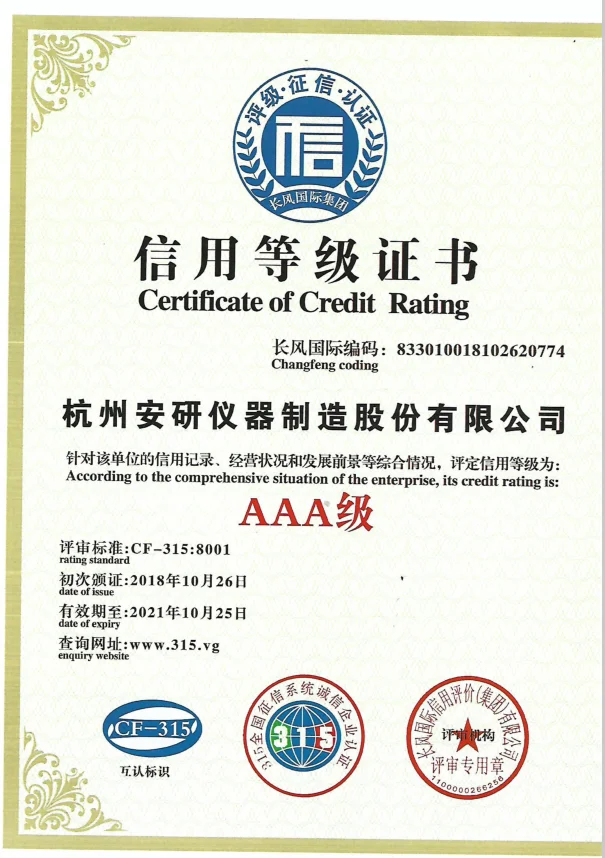 评级·征信·认证
信
长风国际集团
信用等级证书
Certificate of Credit Rating
长风国际编码：833010018102620774
Changfeng coding
杭州安研仪器制造股份有限公司
针对该单位的信用记录、经营状况和发展前景等综合情况，评定信用等级为：
According to the comprehensive situation of the enterprise, its credit rating is:
AAA级
评审标准:CF-315:8001
rating standard
初次颁证:2018年10月26日
date of issue
有效期至:2021年10月25日
date of expiry
查询网址:www.315.vg
enquiry website
CF-315
互认标识
315全国征信系统诚信企业认证
315
长风国际信用评价(集团)有限公司
评审机构
评审专用章
1100000266256